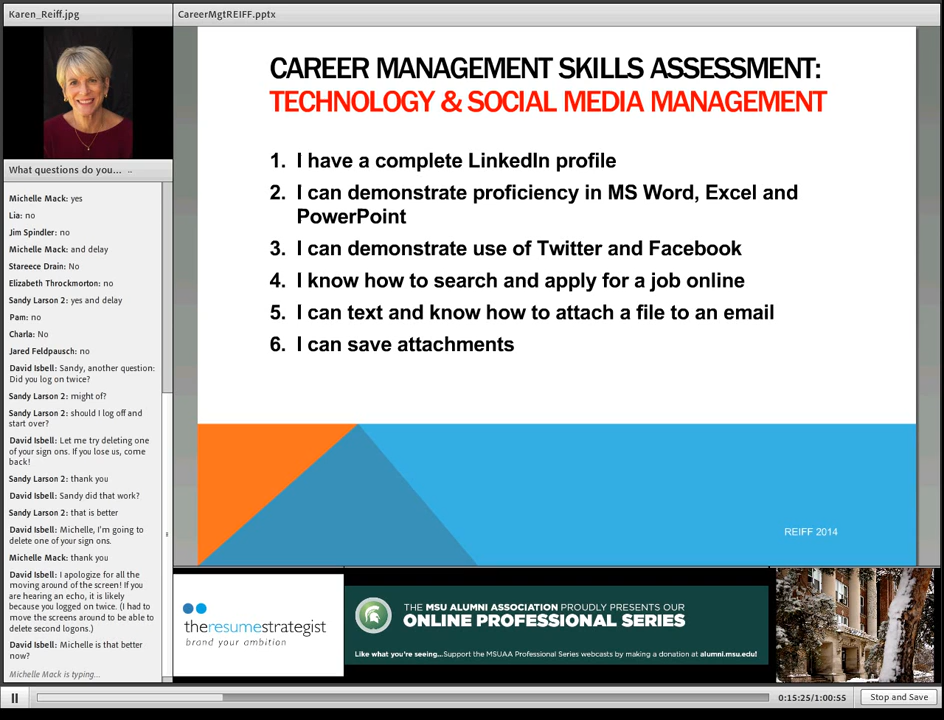 Karen_Reiff.jpg
CareerMgtREIFF.pptx
What questions do you... ..
Michelle Mack: yes
Lia: no
Jim Spindler: no
Michelle Mack: and delay
Stareece Drain: No
Elizabeth Throckmorton: no
Sandy Larson 2: yes and delay
Pam: no
Charla: No
Jared Feldpausch: no
David Isbell: Sandy, another question:
Did you log on twice?
Sandy Larson 2: might of?
Sandy Larson 2: should I log off and
start over?
David Isbell: Let me try deleting one
of your sign ons. If you lose us, come
back!
Sandy Larson 2: thank you
David Isbell: Sandy did that work?
Sandy Larson 2: that is better
David Isbell: Michelle, I'm going to
delete one of your sign ons.
Michelle Mack: thank you
David Isbell: I apologize for all the
moving around of the screen! If you
are hearing an echo, it is likely
because you logged on twice. (I had to
move the screens around to be able to
delete second logons.)
David Isbell: Michelle is that better
now?
Michelle Mack is typing...
CAREER MANAGEMENT SKILLS ASSESSMENT:
TECHNOLOGY & SOCIAL MEDIA MANAGEMENT
1. I have a complete LinkedIn profile
2. I can demonstrate proficiency in MS Word, Excel and
PowerPoint
3. I can demonstrate use of Twitter and Facebook
4. I know how to search and apply for a job online
5. I can text and know how to attach a file to an email
6. I can save attachments
REIFF 2014
theresumestrategist
brand your ambition
THE MSU ALUMNI ASSOCIATION PROUDLY PRESENTS OUR
ONLINE PROFESSIONAL SERIES
Like what you're seeing...Support the MSUAA Professional Series webcasts by making a donation at alumni.msu.edu!
0:15:25/1:00:55
Stop and Save